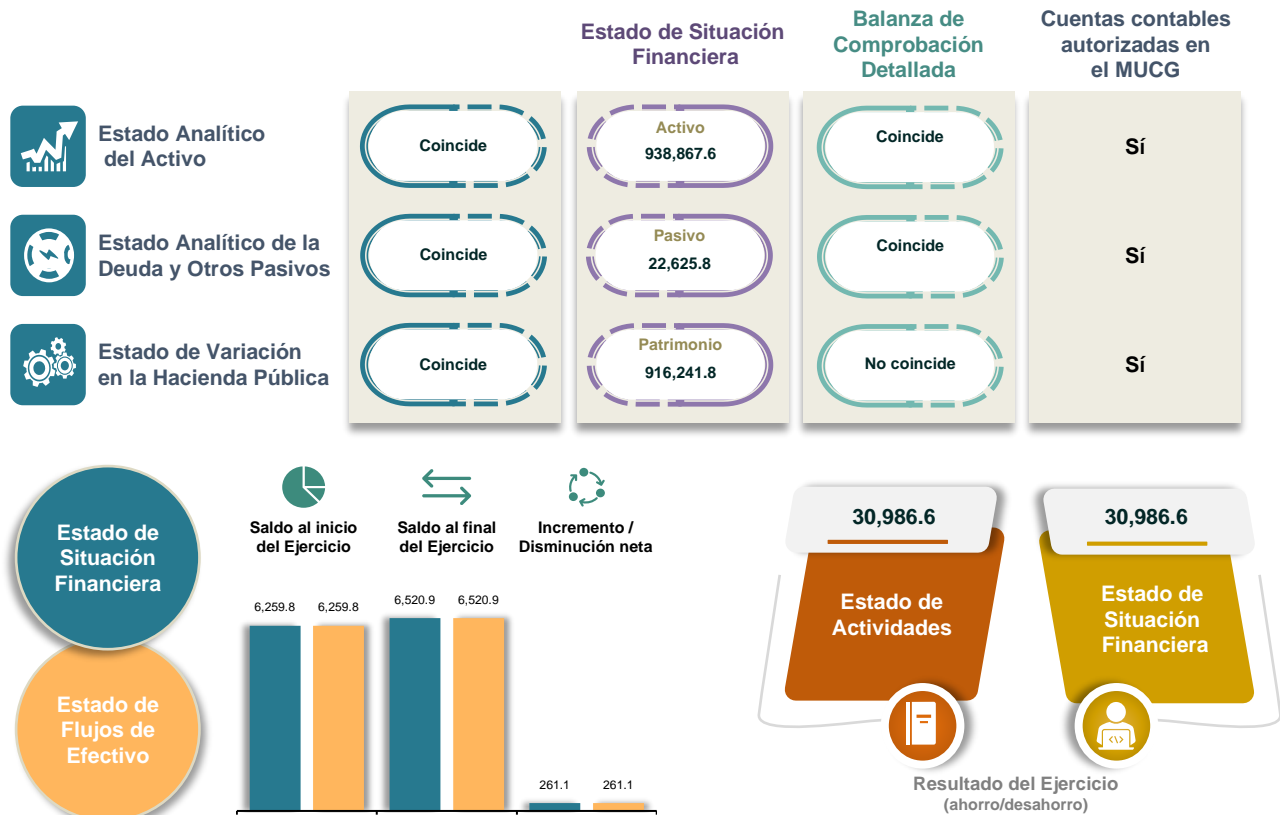 Estado de Situación
Financiera
Balanza de
Comprobación
Detallada
Cuentas contables
autorizadas en
el MUCG
Estado Analítico
del Activo
Coincide
Activo
938,867.6
Coincide
Sí
Estado Analítico de la
Deuda y Otros Pasivos
Coincide
Pasivo
22,625.8
Coincide
Sí
Estado de Variación
en la Hacienda Pública
Coincide
Patrimonio
916,241.8
No coincide
Sí
Estado de
Situación
Financiera
Estado de
Flujos de
Efectivo
Saldo al inicio
del Ejercicio
Saldo al final
del Ejercicio
Incremento /
Disminución neta
6,259.8 6,259.8
6,520.9 6,520.9
261.1 261.1
30,986.6
Estado de
Actividades
30,986.6
Estado de
Situación
Financiera
Resultado del Ejercicio
(ahorro/desahorro)